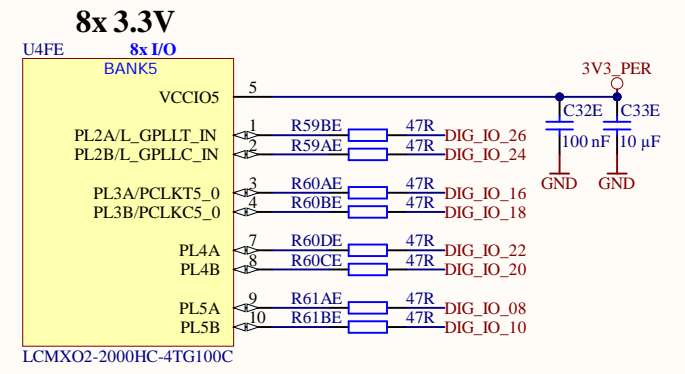 8x 3.3V
U4FE 8x I/O
BANK5
3V3_PER
VCCIO5 5
C32E C33E
PL2A/L_GPLLT_IN 1 R59BE 47R DIG_IO_26
100 nF 10 µF
PL2B/L_GPLLC_IN 2 R59AE 47R DIG_IO_24
GND GND
PL3A/PCLKT5_0 3 R60AE 47R DIG_IO_16
PL3B/PCLKC5_0 4 R60BE 47R DIG_IO_18
PL4A 7 R60DE 47R DIG_IO_22
PL4B 8 R60CE 47R DIG_IO_20
PL5A 9 R61AE 47R DIG_IO_08
PL5B 10 R61BE 47R DIG_IO_10
LCMXO2-2000HC-4TG100C